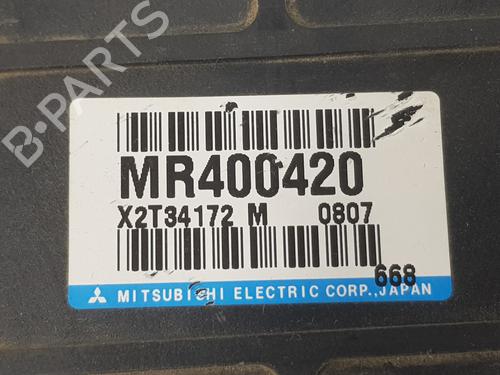 B-PARTS
MR400420
X2T34172 M 0807
668
MITSUBISHI ELECTRIC CORP., JAPAN